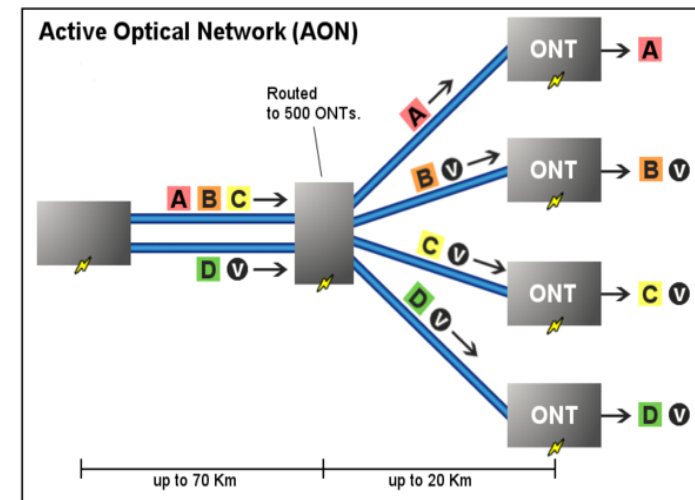 Active Optical Network (AON)
Routed
to 500 ONTs.
A B C
D V
A
B V
C V
D V
ONT
A
ONT
B V
ONT
C V
ONT
D V
up to 70 Km
up to 20 Km